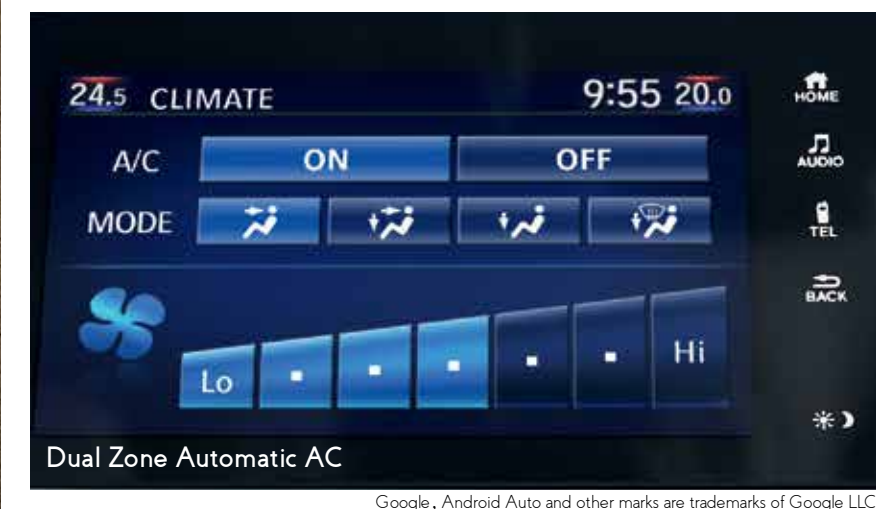 24.5 CLIMATE 9:55 20.0
HOME
A/C ON OFF
AUDIO
MODE
TEL
BACK
Lo Hi
Dual Zone Automatic AC
Google, Android Auto and other marks are trademarks of Google LLC